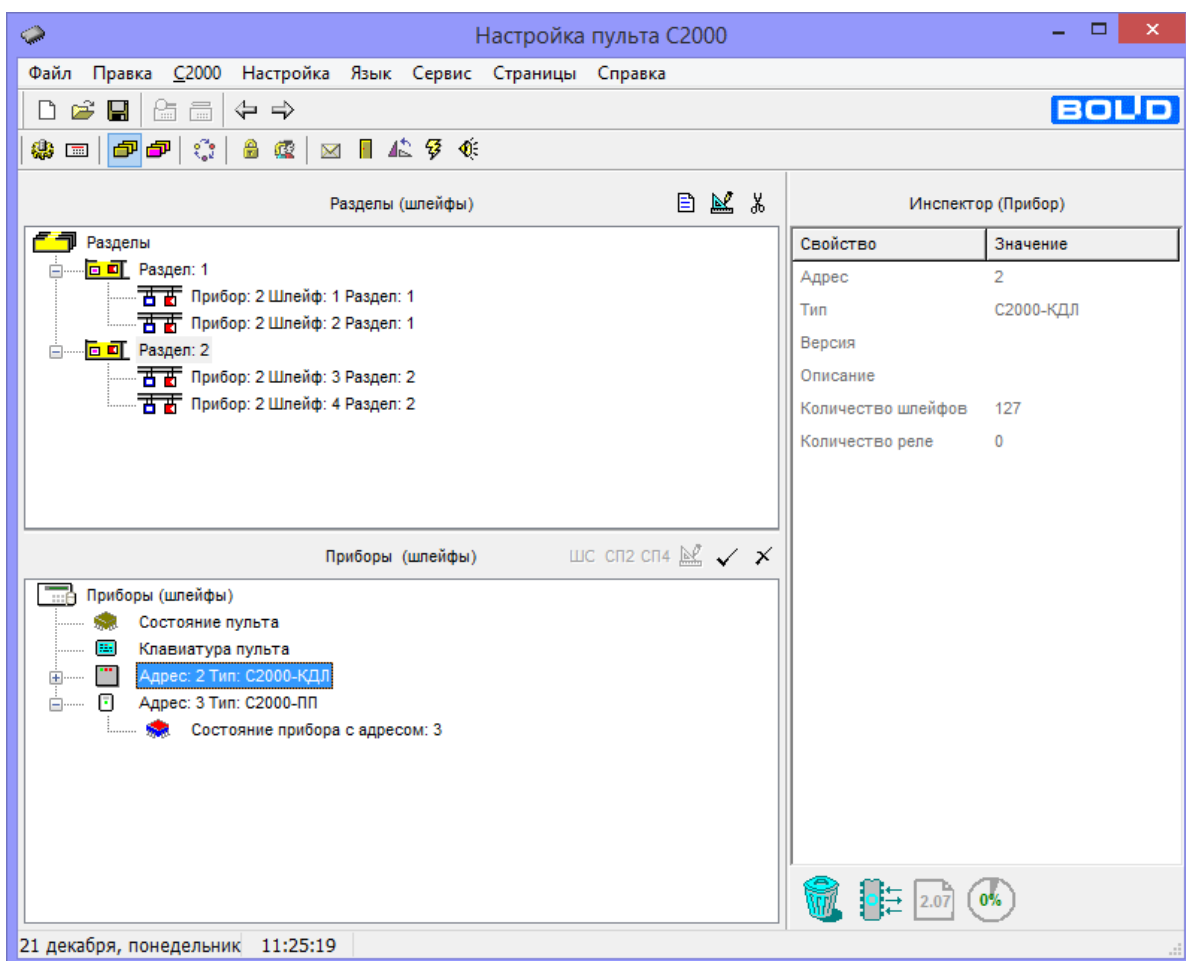 Настройка пульта С2000
Файл Правка С2000 Настройка Язык Сервис Страницы Справка
BOLID
Разделы (шлейфы)
Разделы
Раздел: 1
Прибор: 2 Шлейф: 1 Раздел: 1
Прибор: 2 Шлейф: 2 Раздел: 1
Раздел: 2
Прибор: 2 Шлейф: 3 Раздел: 2
Прибор: 2 Шлейф: 4 Раздел: 2
Инспектор (Прибор)
Свойство Значение
Адрес 2
Тип С2000-КДЛ
Версия
Описание
Количество шлейфов 127
Количество реле 0
Приборы (шлейфы) ШС СП2 СП4
Приборы (шлейфы)
Состояние пульта
Клавиатура пульта
Адрес: 2 Тип: С2000-КДЛ
Адрес: 3 Тип: С2000-ПП
Состояние прибора с адресом: 3
2.07 0%
21 декабря, понедельник 11:25:19